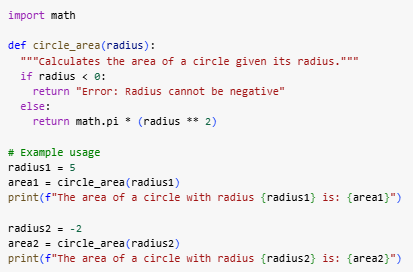 import math

def circle_area(radius):
  """Calculates the area of a circle given its radius."""
  if radius < 0:
    return "Error: Radius cannot be negative"
  else:
    return math.pi * (radius ** 2)

# Example usage
radius1 = 5
area1 = circle_area(radius1)
print(f"The area of a circle with radius {radius1} is: {area1}")

radius2 = -2
area2 = circle_area(radius2)
print(f"The area of a circle with radius {radius2} is: {area2}")